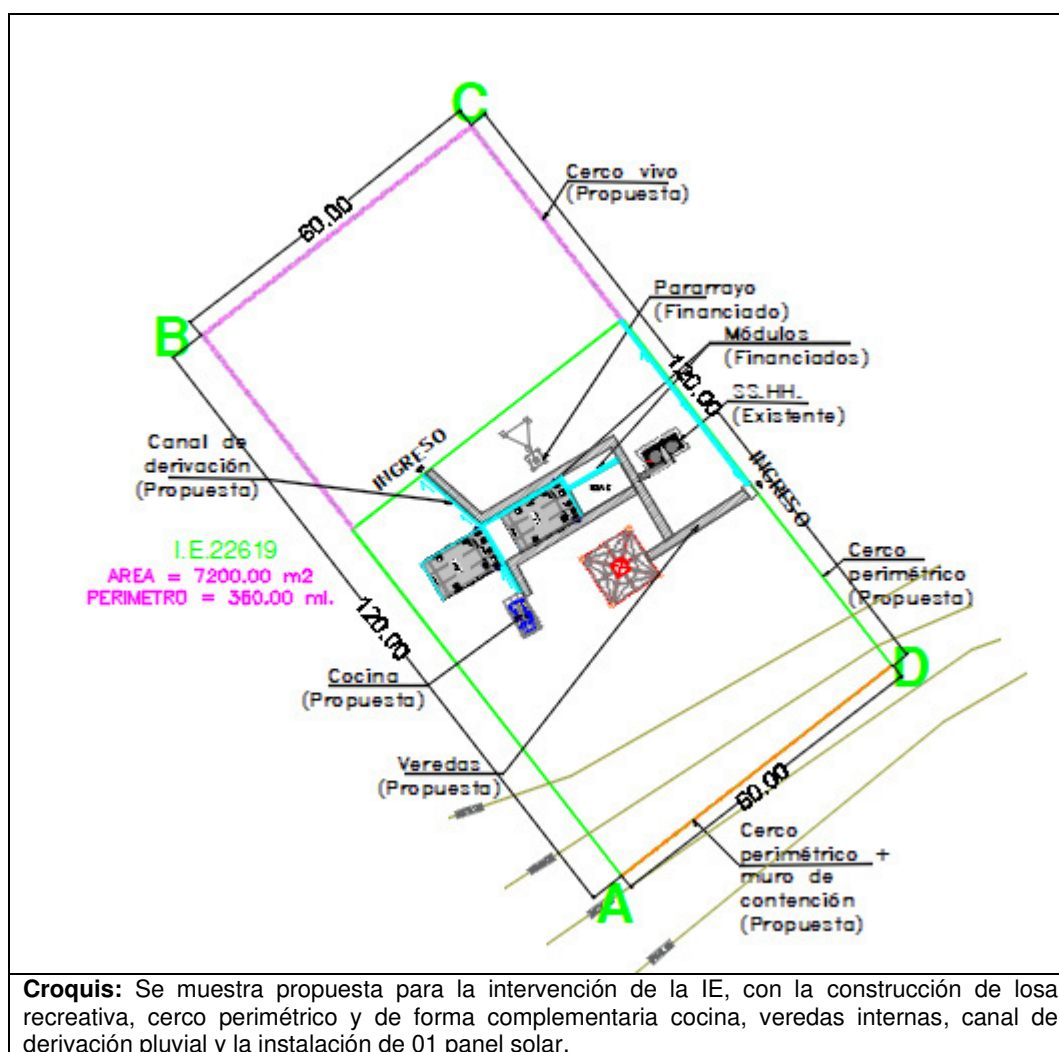 C
Cerco vivo
(Propuesta)
60.00
Pararrayo
(Financiado)
B
Módulos
(Financiados)
120.00
SS.HH.
(Existente)
Canal de
derivación
(Propuesta)
INGRESO
INGRESO
I.E.22619
AREA = 7200.00 m2
PERIMETRO = 360.00 ml.
Cerco
perimétrico
(Propuesta)
120.00
Cocina
(Propuesta)
D
Veredas
(Propuesta)
60.00
Cerco
perimétrico +
muro de
contención
(Propuesta)
A
Croquis: Se muestra propuesta para la intervención de la IE, con la construcción de losa
recreativa, cerco perimétrico y de forma complementaria cocina, veredas internas, canal de
derivación pluvial y la instalación de 01 panel solar.